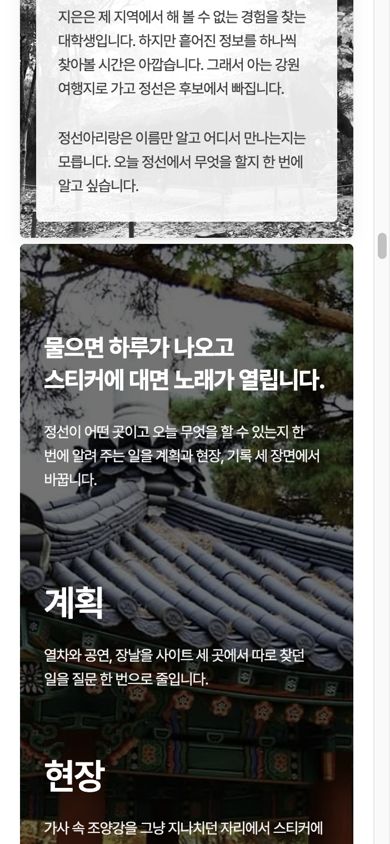 지은은 제 지역에서 해 볼 수 없는 경험을 찾는
대학생입니다. 하지만 흩어진 정보를 하나씩
찾아볼 시간은 아깝습니다. 그래서 아는 강원
여행지로 가고 정선은 후보에서 빠집니다.
정선아리랑은 이름만 알고 어디서 만나는지는
모릅니다. 오늘 정선에서 무엇을 할지 한 번에
알고 싶습니다.
물으면 하루가 나오고
스티커에 대면 노래가 열립니다.
정선이 어떤 곳이고 오늘 무엇을 할 수 있는지 한
번에 알려 주는 일을 계획과 현장, 기록 세 장면에서
바꿉니다.
계획
열차와 공연, 장날을 사이트 세 곳에서 따로 찾던
일을 질문 한 번으로 줄입니다.
현장
가사 속 조양강을 그냥 지나치던 자리에서 스티커에